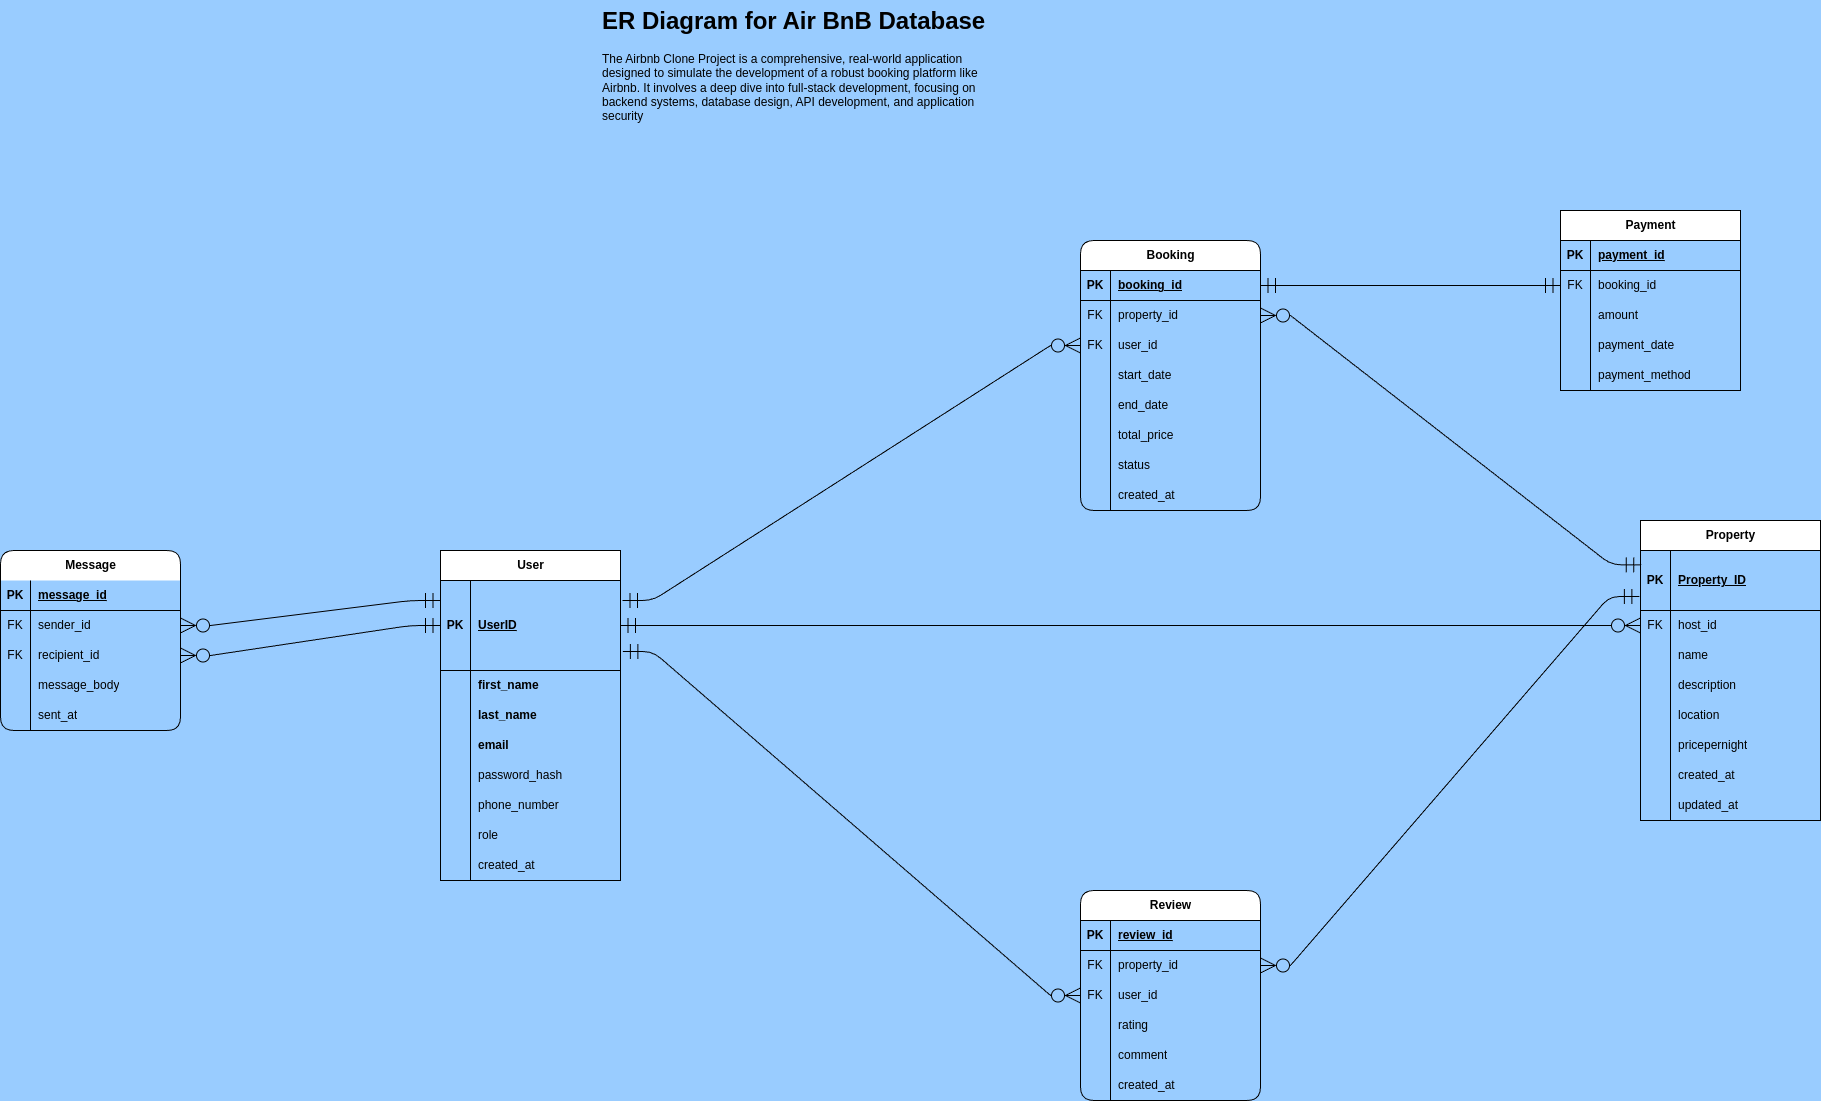 ER Diagram for Air BnB Database
The Airbnb Clone Project is a comprehensive, real-world application
designed to simulate the development of a robust booking platform like
Airbnb. It involves a deep dive into full-stack development, focusing on
backend systems, database design, API development, and application
security
Payment
PK payment_id
FK booking_id
amount
payment_date
payment_method
Booking
PK booking_id
FK property_id
FK user_id
start_date
end_date
total_price
status
created_at
Message
PK message_id
FK sender_id
FK recipient_id
message_body
sent_at
User
PK UserID
first_name
last_name
email
password_hash
phone_number
role
created_at
Property
PK Property_ID
FK host_id
name
description
location
pricepernight
created_at
updated_at
Review
PK review_id
FK property_id
FK user_id
rating
comment
created_at